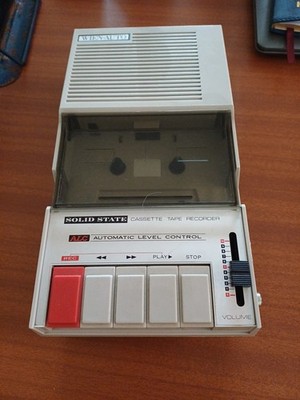 SOLID STATE CASSETTE TAPE RECORDER
ALC AUTOMATIC LEVEL CONTROL
REC ◀◀ ▶▶ PLAY▶ STOP
VOLUME